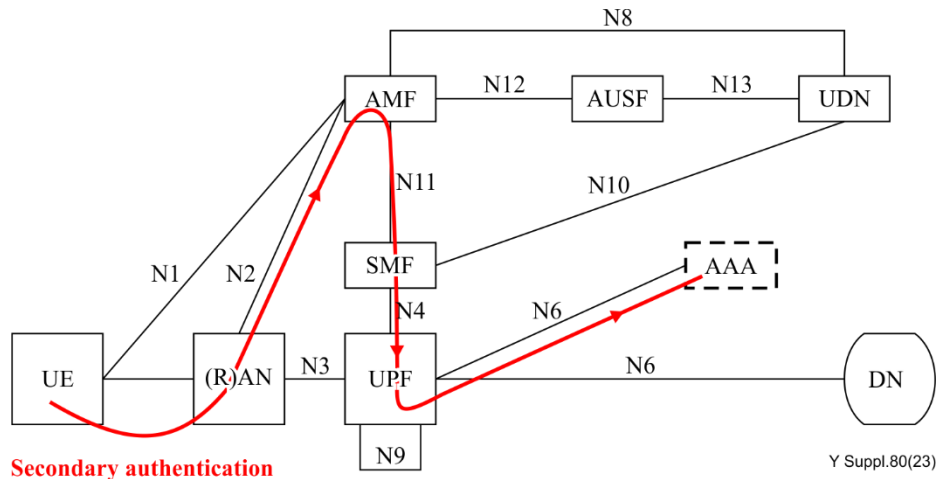 N8
AMF
N12
AUSF
N13
UDN
N11
N10
N1
N2
SMF
AAA
N4
N6
UE
(R)AN
N3
UPF
N6
DN
N9
Secondary authentication
Y Suppl.80(23)